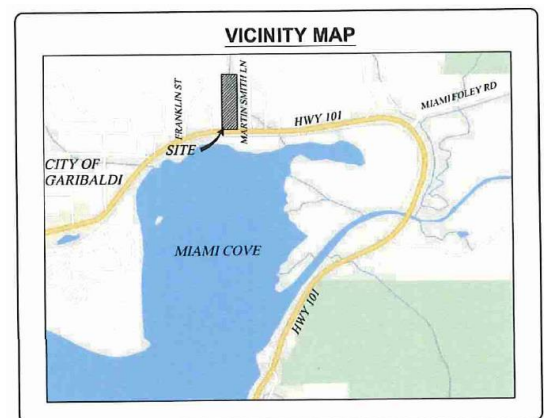 VICINITY MAP
FRANKLIN ST
MARTIN SMITH LN
HWY 101
MIAMI FOLEY RD
SITE
CITY OF
GARIBALDI
MIAMI COVE
HWY 101